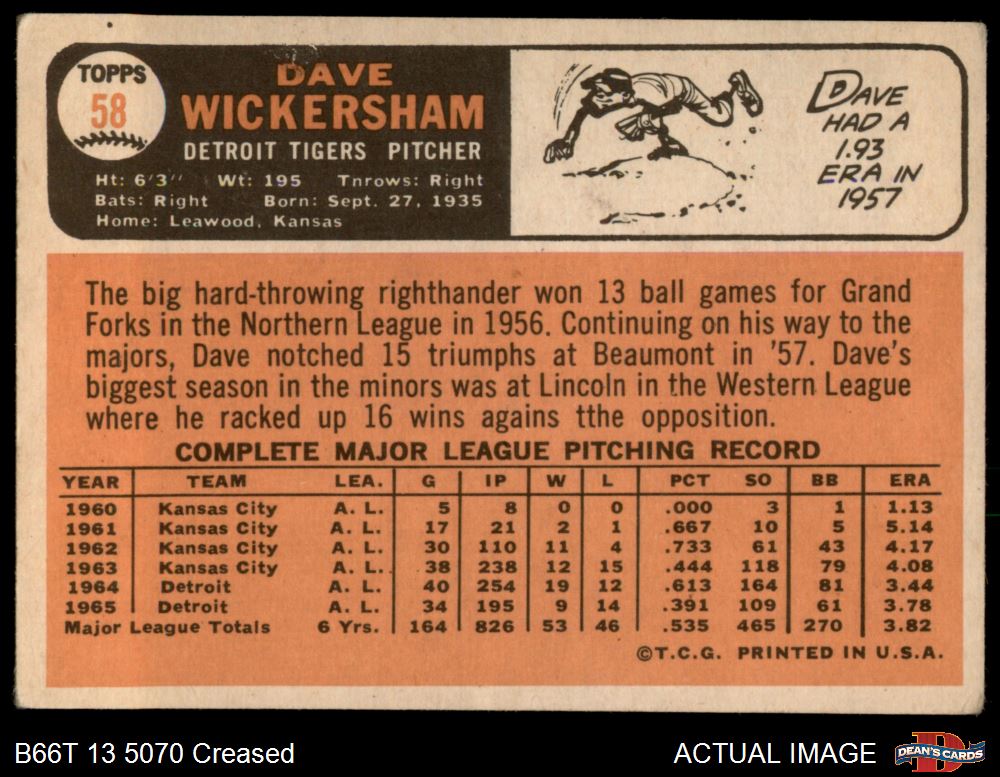 TOPPS
58
DAVE
WICKERSHAM
DETROIT TIGERS PITCHER
Ht: 6'3" Wt: 195 Throws: Right
Bats: Right Born: Sept. 27, 1935
Home: Leawood, Kansas
DAVE
HAD A
1.93
ERA IN
1957
The big hard-throwing righthander won 13 ball games for Grand
Forks in the Northern League in 1956. Continuing on his way to the
majors, Dave notched 15 triumphs at Beaumont in '57. Dave's
biggest season in the minors was at Lincoln in the Western League
where he racked up 16 wins agains tthe opposition.
COMPLETE MAJOR LEAGUE PITCHING RECORD
YEAR TEAM LEA. G IP W L PCT SO BB ERA
1960 Kansas City A. L. 5 8 0 0 .000 3 1 1.13
1961 Kansas City A. L. 17 21 2 1 .667 10 5 5.14
1962 Kansas City A. L. 30 110 11 4 .733 61 43 4.17
1963 Kansas City A. L. 38 238 12 15 .444 118 79 4.08
1964 Detroit A. L. 40 254 19 12 .613 164 81 3.44
1965 Detroit A. L. 34 195 9 14 .391 109 61 3.78
Major League Totals 6 Yrs. 164 826 53 46 .535 465 270 3.82
©T.C.G. PRINTED IN U.S.A.
B66T 13 5070 Creased
ACTUAL IMAGE
DEAN'S CARDS